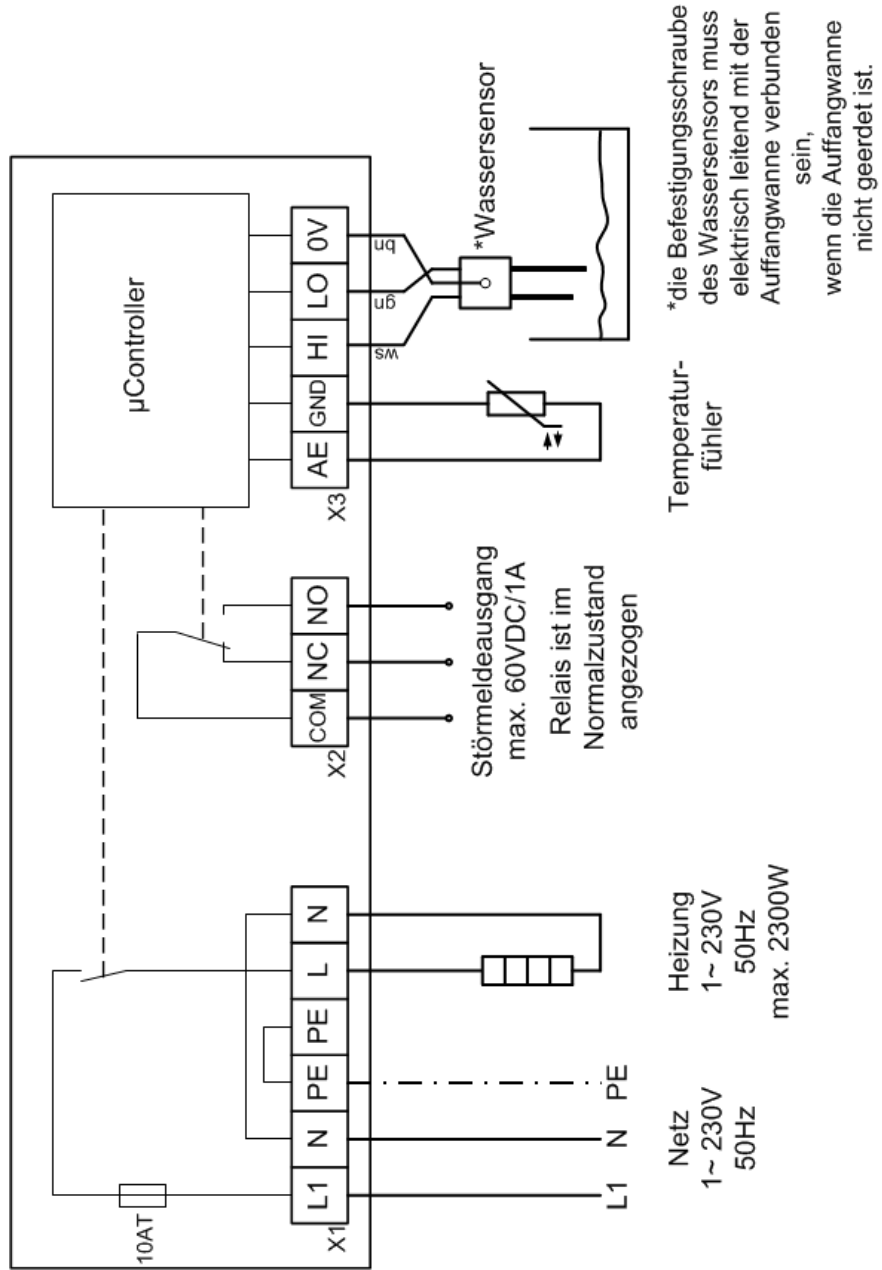 10AT
µController
X1
L1
N
PE
PE
L
N
X2
COM
NC
NO
X3
AE
GND
HI
LO
0V
ws
gn
bn
L1
N
PE
Netz
1~ 230V
50Hz
Heizung
1~ 230V
50Hz
max. 2300W
Störmeldeausgang
max. 60VDC/1A
Relais ist im
Normalzustand
angezogen
Temperatur-
fühler
*Wassersensor
*die Befestigungsschraube
des Wassersensors muss
elektrisch leitend mit der
Auffangwanne verbunden
sein,
wenn die Auffangwanne
nicht geerdet ist.